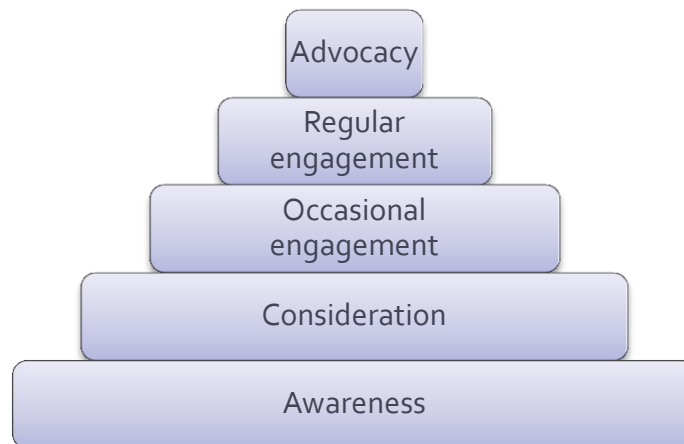 Advocacy
Regular
engagement
Occasional
engagement
Consideration
Awareness